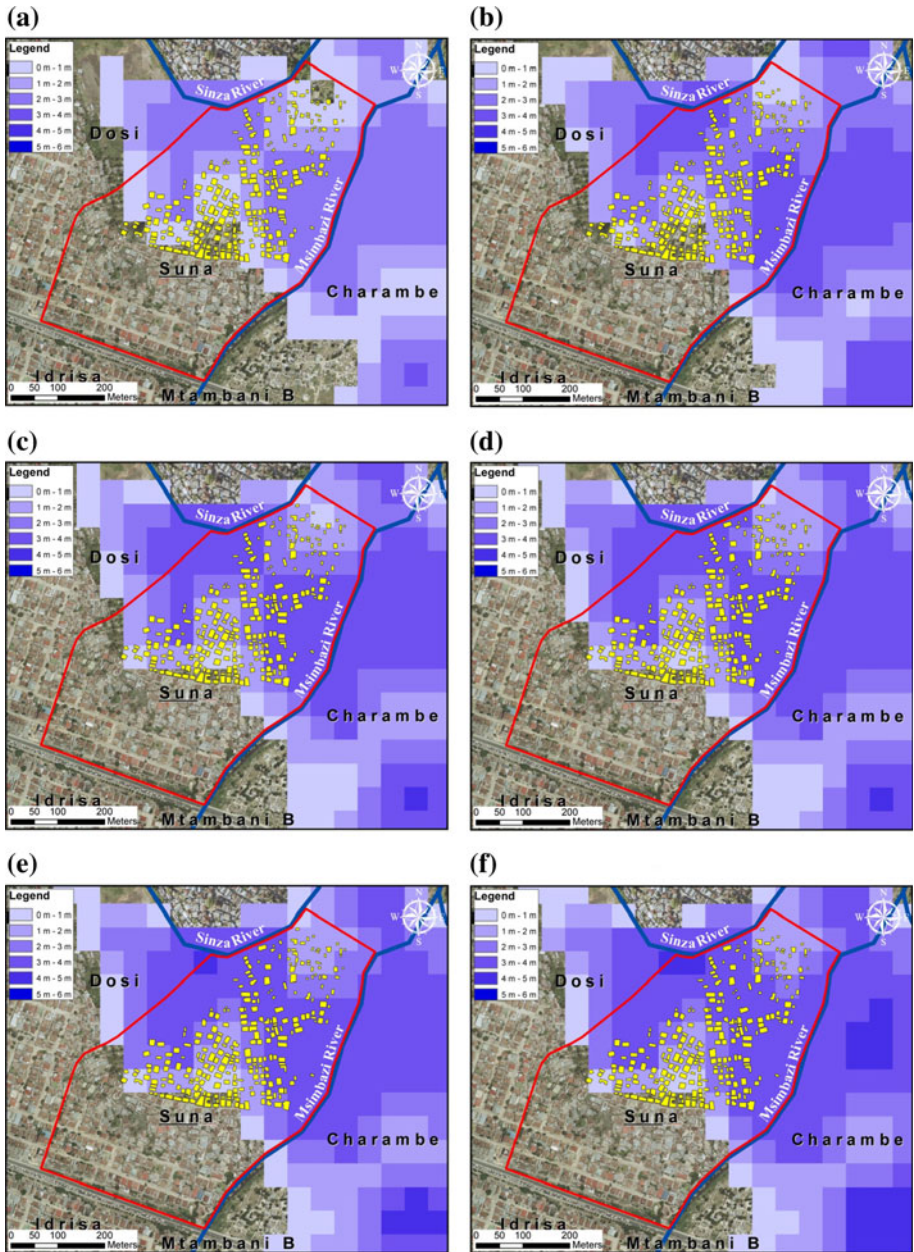 (a)
Legend
0 m - 1 m
1 m - 2 m
2 m - 3 m
3 m - 4 m
4 m - 5 m
5 m - 6 m
N
W E
S
Sinza River
Dosi
Msimbazi River
Suna
Charambe
Idrisa
0 50 100 200
Meters
Mtambani B
(b)
Legend
0 m - 1 m
1 m - 2 m
2 m - 3 m
3 m - 4 m
4 m - 5 m
5 m - 6 m
N
W E
S
Sinza River
Dosi
Msimbazi River
Suna
Charambe
Idrisa
0 50 100 200
Meters
Mtambani B
(c)
Legend
0 m - 1 m
1 m - 2 m
2 m - 3 m
3 m - 4 m
4 m - 5 m
5 m - 6 m
N
W E
S
Sinza River
Dosi
Msimbazi River
Suna
Charambe
Idrisa
0 50 100 200
Meters
Mtambani B
(d)
Legend
0 m - 1 m
1 m - 2 m
2 m - 3 m
3 m - 4 m
4 m - 5 m
5 m - 6 m
N
W E
S
Sinza River
Dosi
Msimbazi River
Suna
Charambe
Idrisa
0 50 100 200
Meters
Mtambani B
(e)
Legend
0 m - 1 m
1 m - 2 m
2 m - 3 m
3 m - 4 m
4 m - 5 m
5 m - 6 m
N
W E
S
Sinza River
Dosi
Msimbazi River
Suna
Charambe
Idrisa
0 50 100 200
Meters
Mtambani B
(f)
Legend
0 m - 1 m
1 m - 2 m
2 m - 3 m
3 m - 4 m
4 m - 5 m
5 m - 6 m
N
W E
S
Sinza River
Dosi
Msimbazi River
Suna
Charambe
Idrisa
0 50 100 200
Meters
Mtambani B